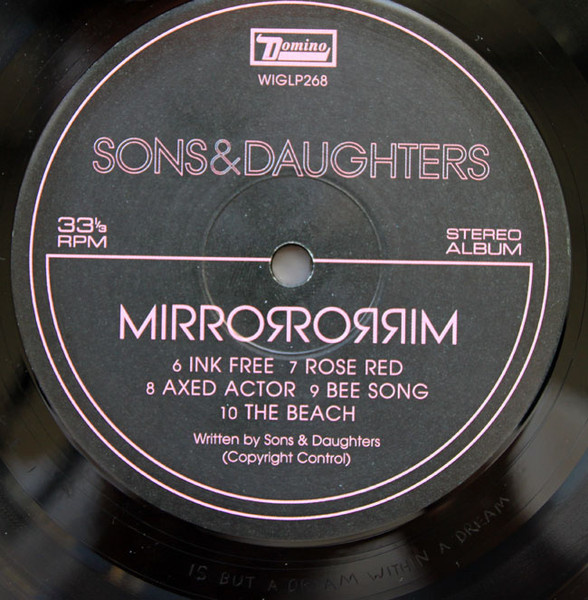 Domino
WIGLP268
SONS&DAUGHTERS
33⅓
RPM
STEREO
ALBUM
MIRROЯROЯЯIM
6 INK FREE 7 ROSE RED
8 AXED ACTOR 9 BEE SONG
10 THE BEACH
Written by Sons & Daughters
(Copyright Control)
IS BUT A DREAM WITHIN A DREAM